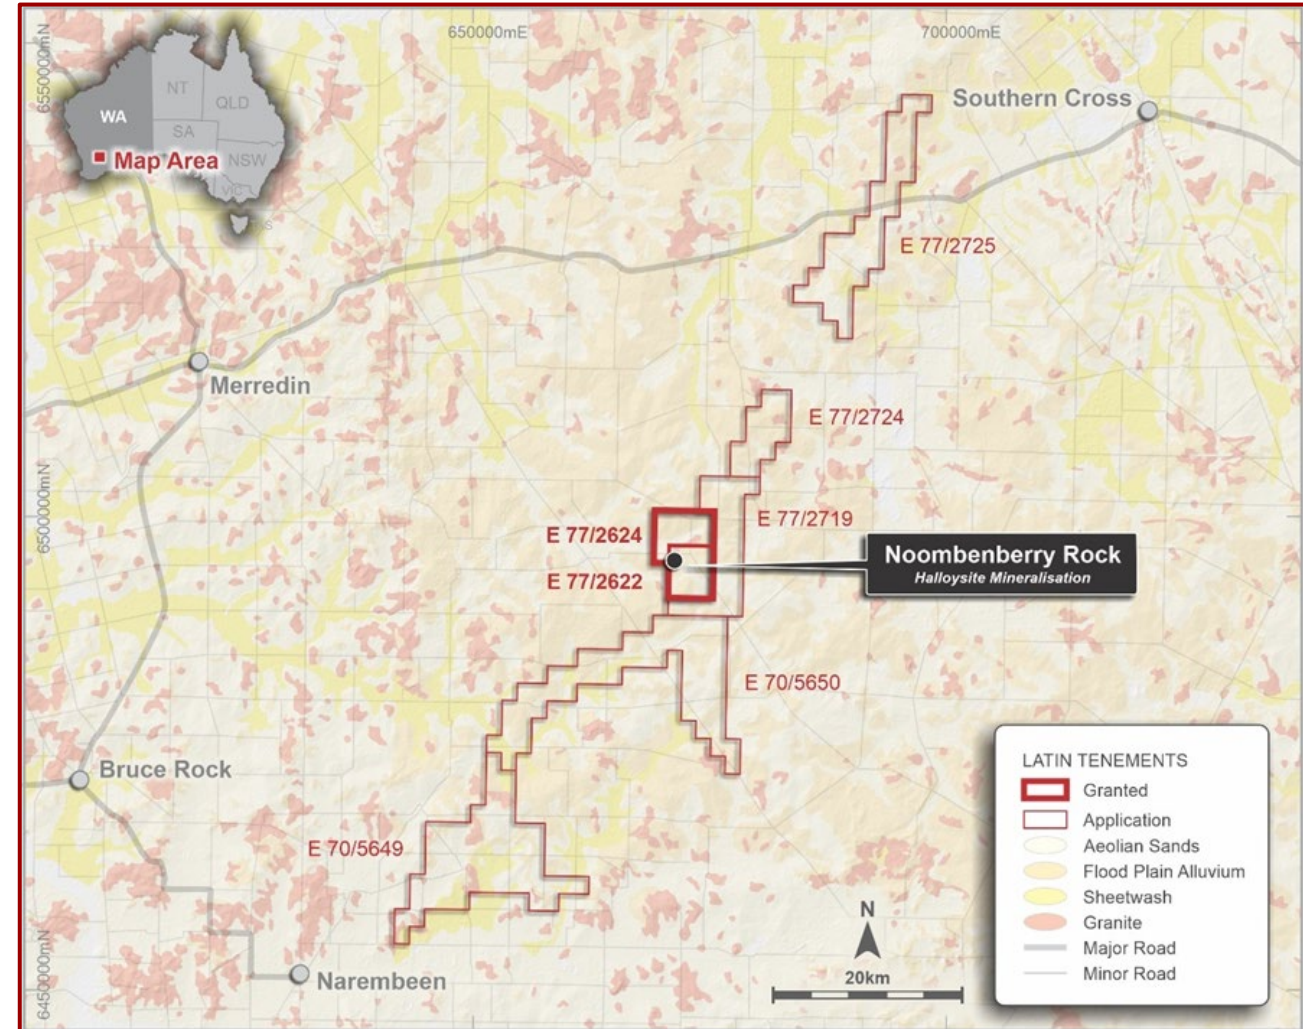 650000mE
700000mE
6550000mN
NT
QLD
WA
SA
NSW
VIC
Map Area
Southern Cross
E 77/2725
Merredin
E 77/2724
6500000mN
E 77/2719
E 77/2624
Noombenberry Rock
Halloysite Mineralisation
E 77/2622
E 70/5650
Bruce Rock
E 70/5649
Narembeen
6450000mN
N
20km
LATIN TENEMENTS
Granted
Application
Aeolian Sands
Flood Plain Alluvium
Sheetwash
Granite
Major Road
Minor Road